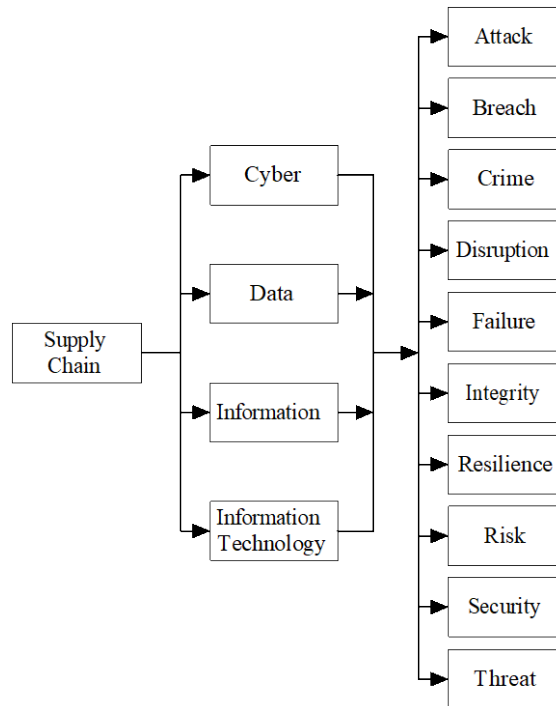 Supply
Chain
Cyber
Data
Information
Information
Technology
Attack
Breach
Crime
Disruption
Failure
Integrity
Resilience
Risk
Security
Threat